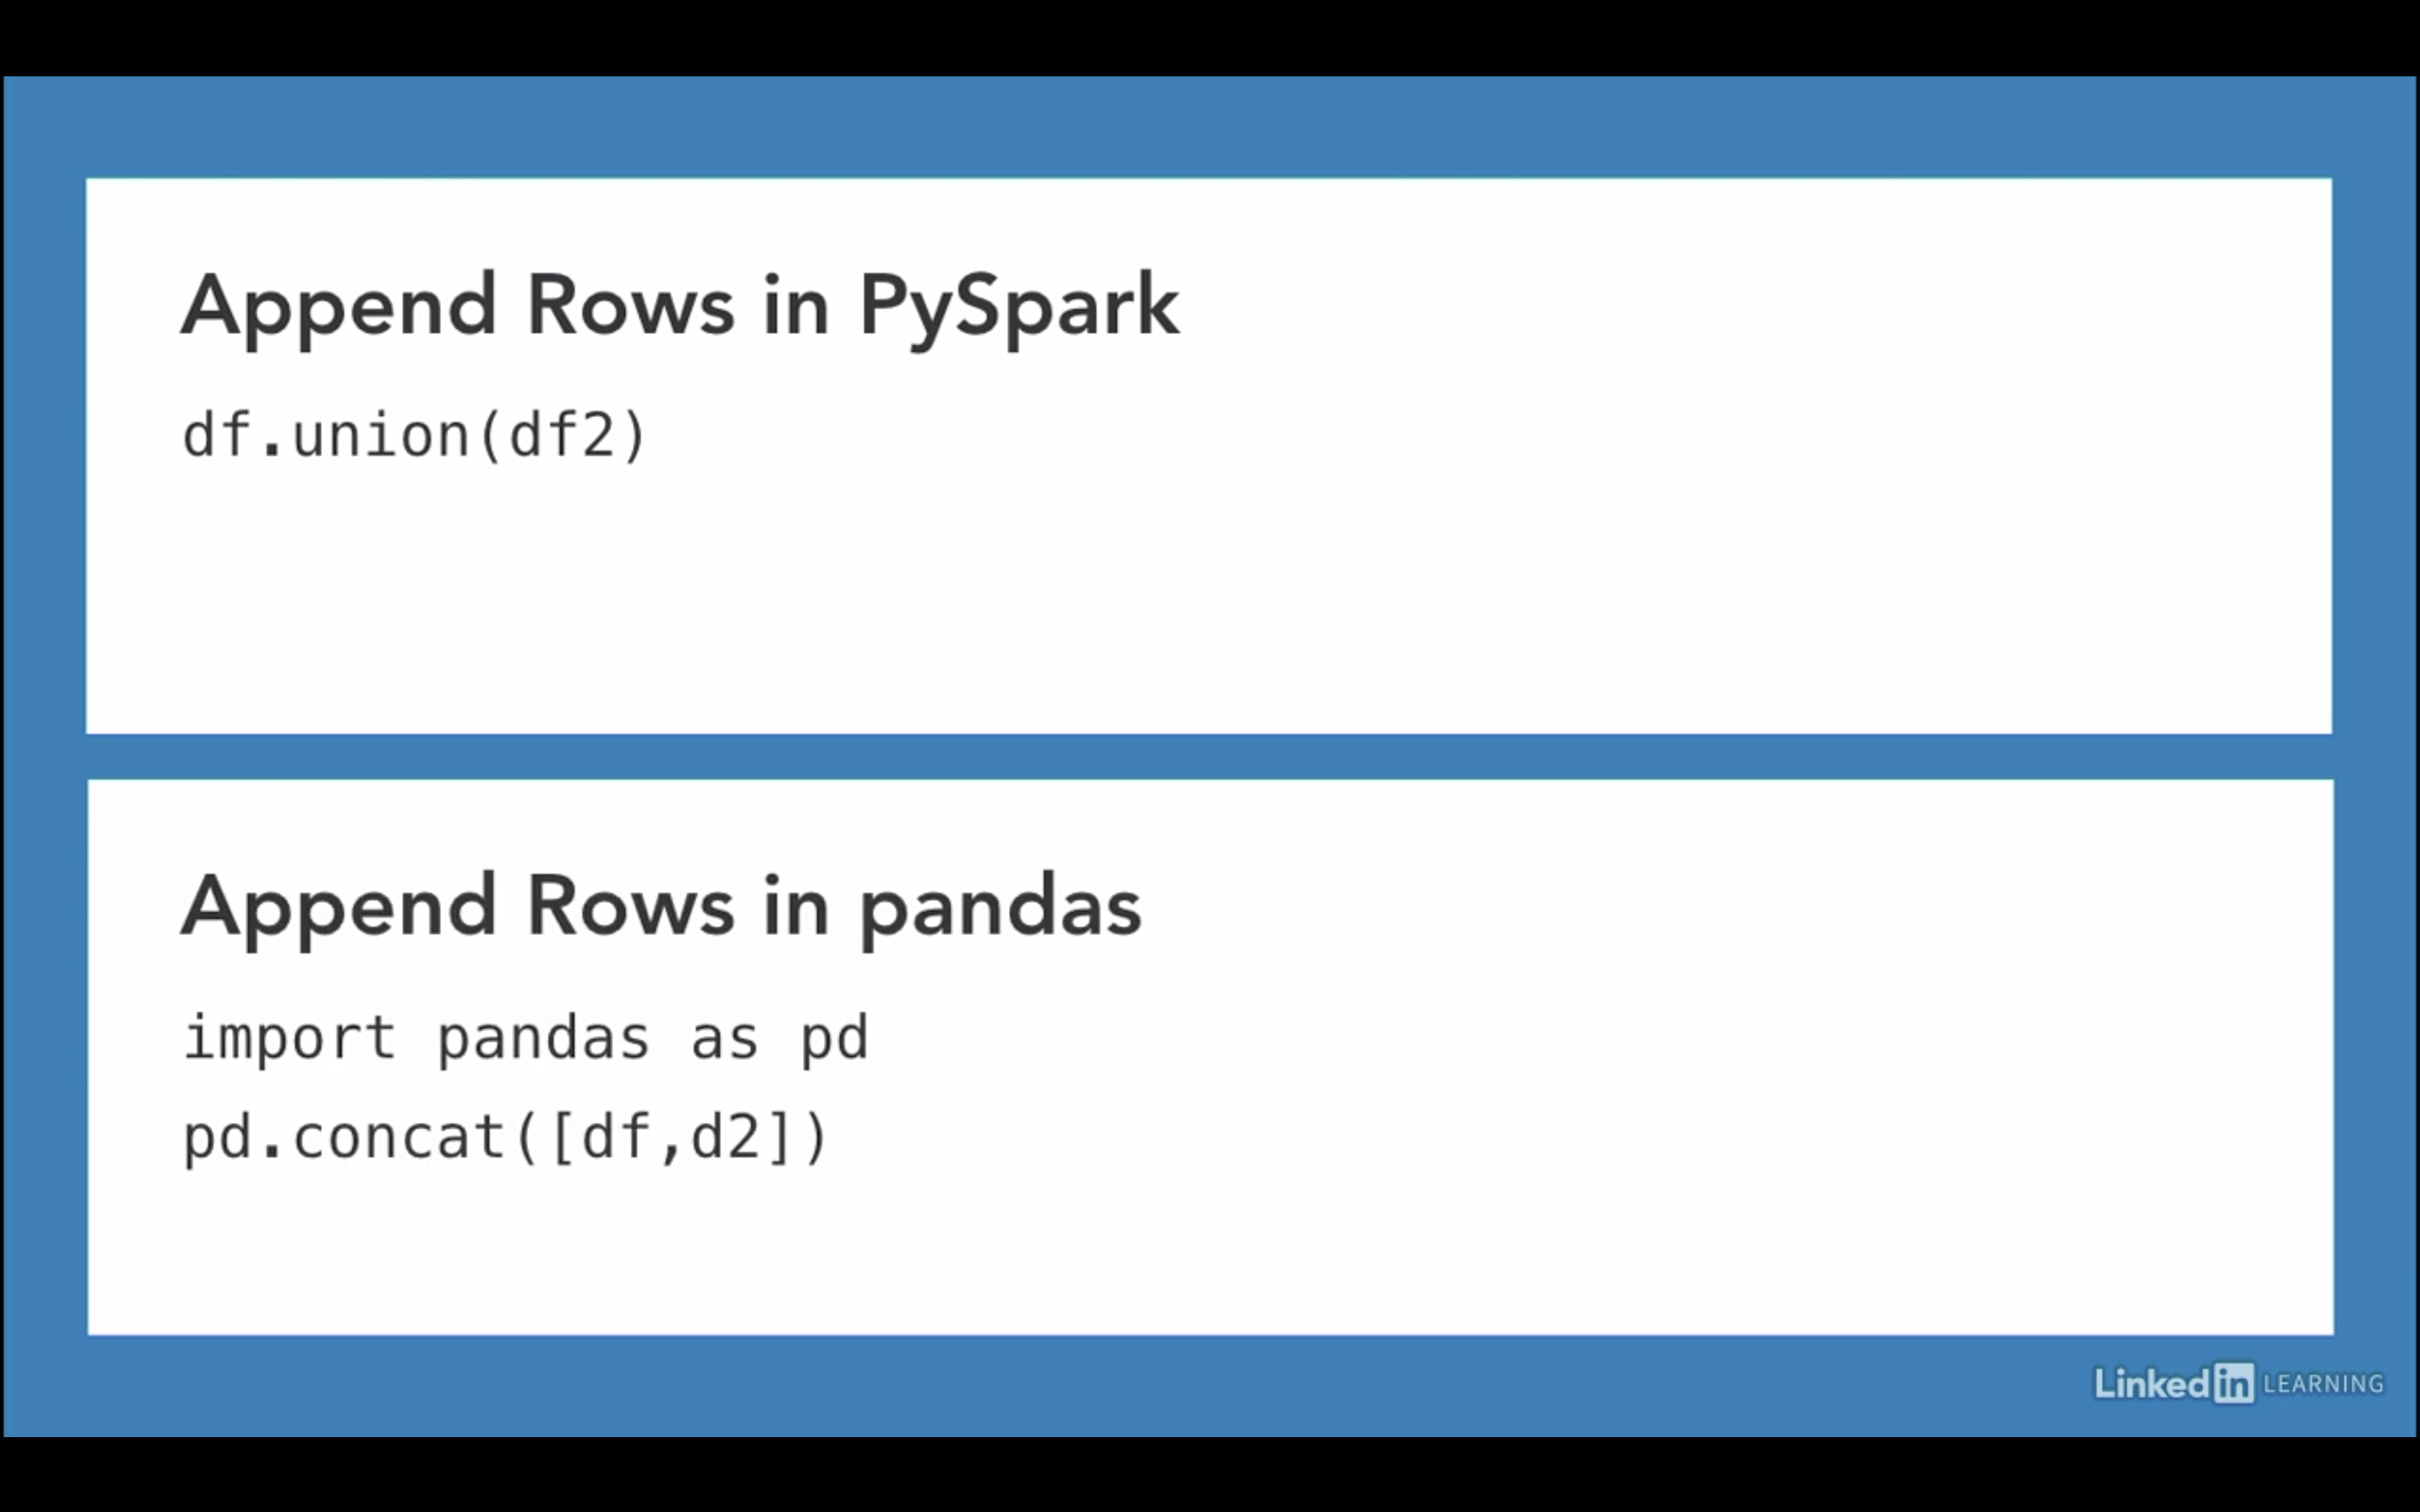 Append Rows in PySpark
df.union(df2)
Append Rows in pandas
import pandas as pd
pd.concat([df,d2])
Linked in LEARNING